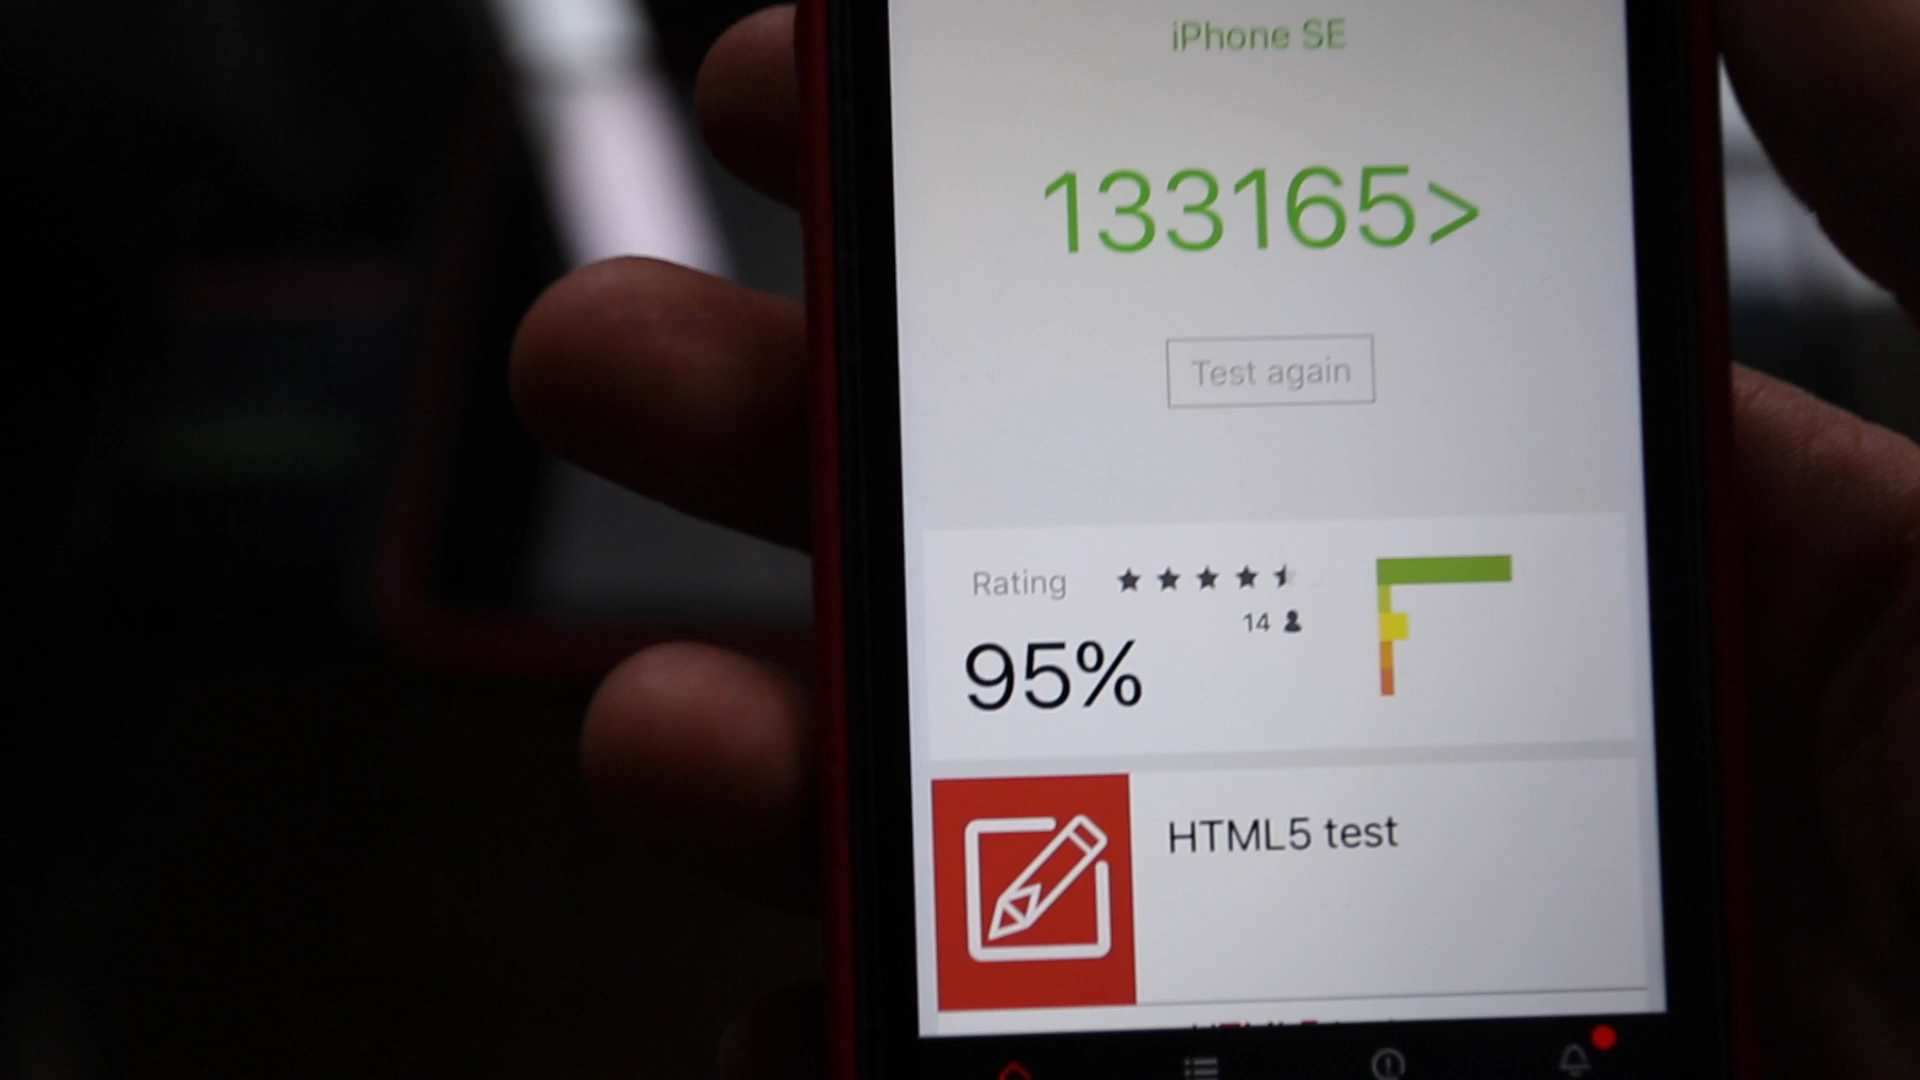 iPhone SE
133165>
Test again
Rating
14
95%
HTML5 test